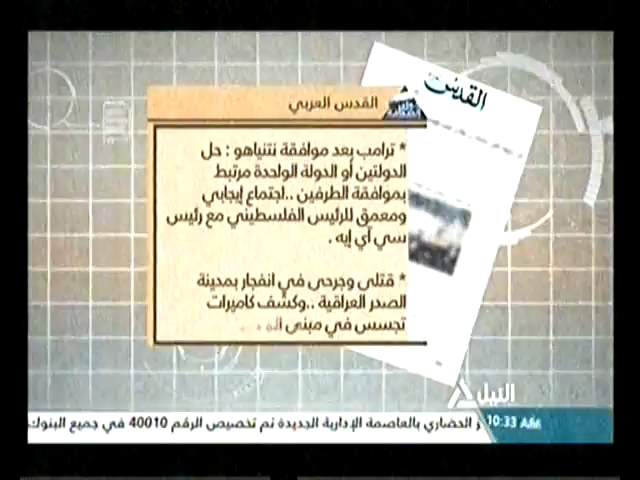 القدس
القدس العربي
* ترامب بعد موافقة نتنياهو : حل
الدولتين أو الدولة الواحدة مرتبط
بموافقة الطرفين ..اجتماع إيجابي
ومعمق للرئيس الفلسطيني مع رئيس
سي آي إيه .
* قتلى وجرحى في انفجار بمدينة
الصدر العراقية ..وكشف كاميرات
تجسس في مبنى
النيل
الحضاري بالعاصمة الإدارية الجديدة تم تخصيص الرقم 40010 في جميع البنوك
10:33 AM